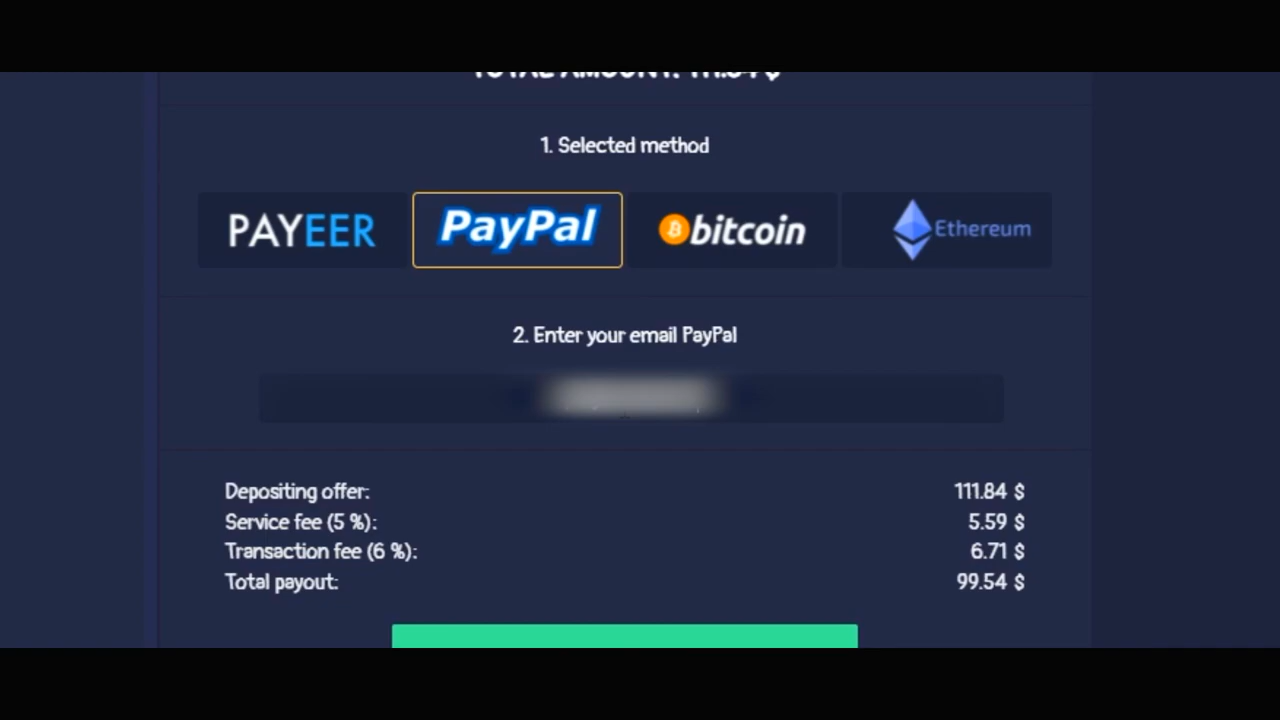 1. Selected method
PAYEER
PayPal
bitcoin
Ethereum
2. Enter your email PayPal
Depositing offer: 111.84 $
Service fee (5 %): 5.59 $
Transaction fee (6 %): 6.71 $
Total payout: 99.54 $